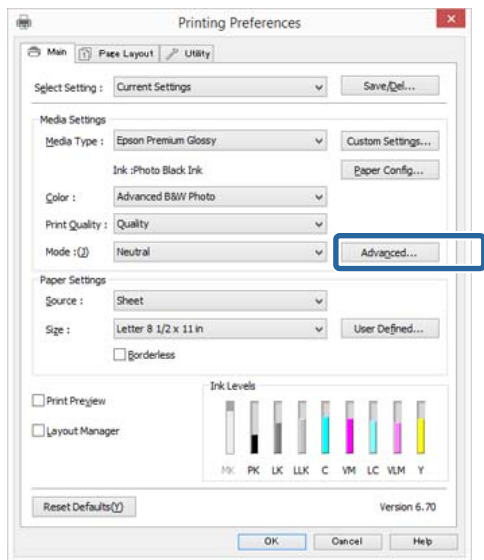 Printing Preferences
Main Page Layout Utility
Select Setting : Current Settings Save/Del...
Media Settings
Media Type : Epson Premium Glossy Custom Settings...
Ink :Photo Black Ink Paper Config...
Color : Advanced B&W Photo
Print Quality : Quality
Mode :(J) Neutral Advanced...
Paper Settings
Source : Sheet
Size : Letter 8 1/2 x 11 in User Defined...
Borderless
Print Preview
Layout Manager
Ink Levels
MK PK LK LLK C VM LC VLM Y
Reset Defaults(Y) Version 6.70
OK Cancel Help